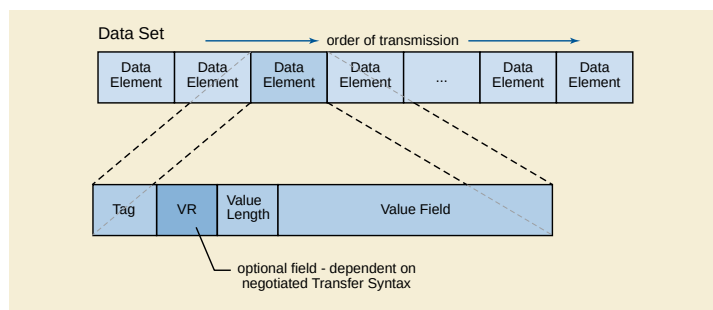 Data Set
order of transmission
Data Element
Data Element
Data Element
Data Element
...
Data Element
Data Element
Tag
VR
Value Length
Value Field
optional field - dependent on
negotiated Transfer Syntax